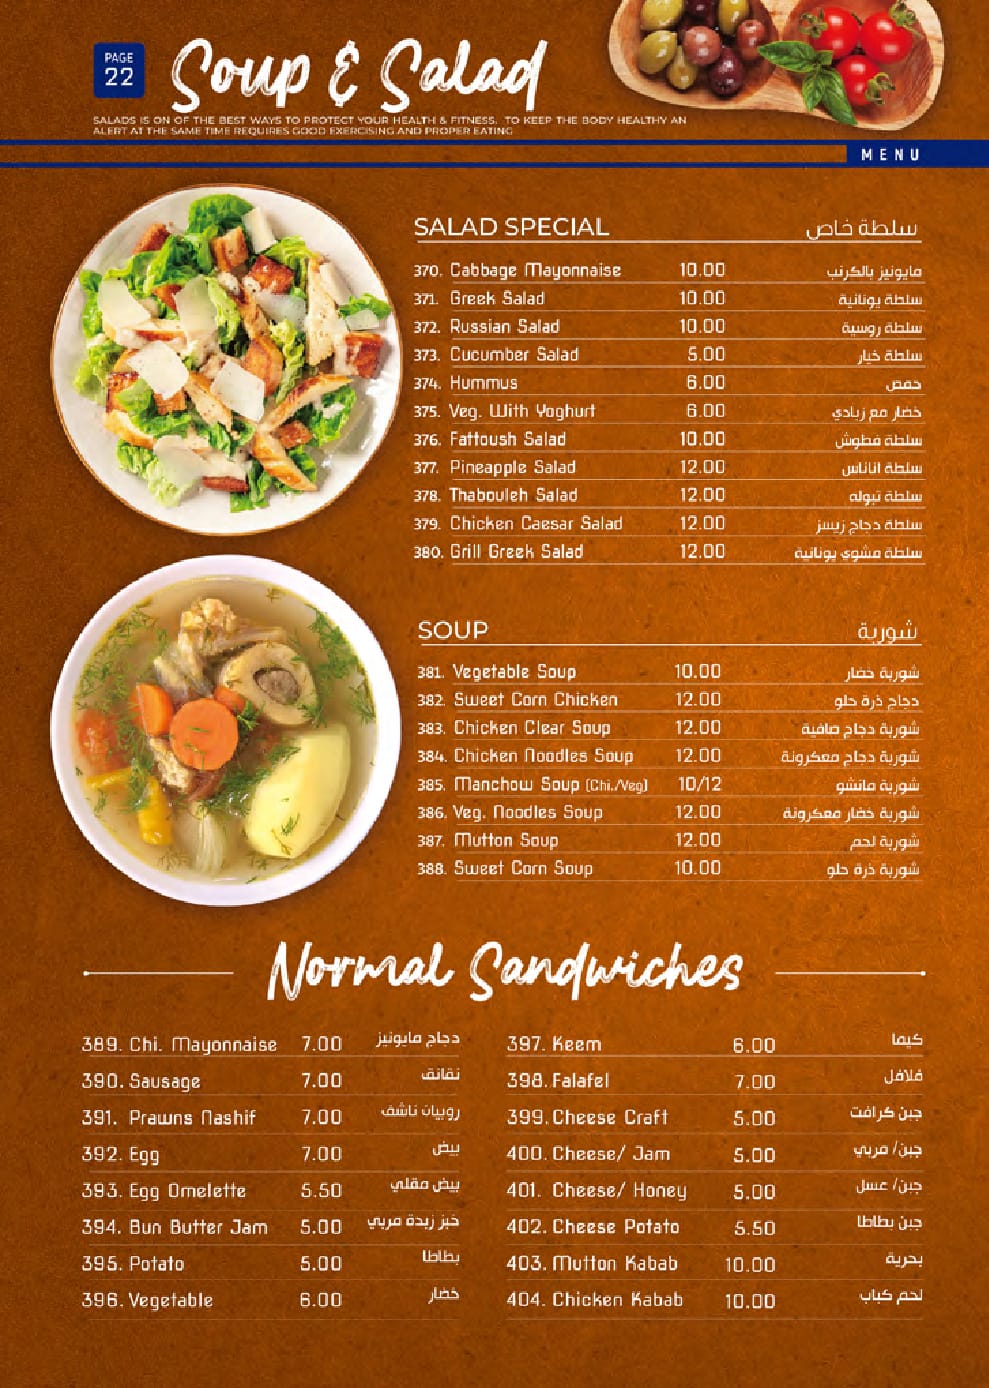 PAGE
22
Soup & Salad
SALADS IS ON OF THE BEST WAYS TO PROTECT YOUR HEALTH & FITNESS. TO KEEP THE BODY HEALTHY AN
ALERT AT THE SAME TIME REQUIRES GOOD EXERCISING AND PROPER EATING
MENU
SALAD SPECIAL سلطة خاص
370. Cabbage Mayonnaise 10.00 مايونيز بالكرنب
371. Greek Salad 10.00 سلطة يونانية
372. Russian Salad 10.00 سلطة روسية
373. Cucumber Salad 5.00 سلطة خيار
374. Hummus 6.00 حمص
375. Veg. With Yoghurt 6.00 خضار مع زبادي
376. Fattoush Salad 10.00 سلطة فطوش
377. Pineapple Salad 12.00 سلطة اناناس
378. Thabouleh Salad 12.00 سلطة تبوله
379. Chicken Caesar Salad 12.00 سلطة دجاج زيسز
380. Grill Greek Salad 12.00 سلطة مشوي يونانية
SOUP شوربة
381. Vegetable Soup 10.00 شوربة خضار
382. Sweet Corn Chicken 12.00 دجاج ذرة حلو
383. Chicken Clear Soup 12.00 شوربة دجاج صافية
384. Chicken Noodles Soup 12.00 شوربة دجاج معكرونة
385. Manchow Soup (Chi./Veg) 10/12 شوربة مانشو
386. Veg. Noodles Soup 12.00 شوربة خضار معكرونة
387. Mutton Soup 12.00 شوربة لحم
388. Sweet Corn Soup 10.00 شوربة ذرة حلو
Normal Sandwiches
389. Chi. Mayonnaise 7.00 دجاج مايونيز
390. Sausage 7.00 نقانق
391. Prawns Nashif 7.00 روبيان ناشف
392. Egg 7.00 بيض
393. Egg Omelette 5.50 بيض مقلي
394. Bun Butter Jam 5.00 خبز زبدة مربي
395. Potato 5.00 بطاطا
396. Vegetable 6.00 خضار
397. Keem 6.00 كيما
398. Falafel 7.00 فلافل
399. Cheese Craft 5.00 جبن كرافت
400. Cheese/ Jam 5.00 جبن/ مربي
401. Cheese/ Honey 5.00 جبن/ عسل
402. Cheese Potato 5.50 جبن بطاطا
403. Mutton Kabab 10.00 بحرية
404. Chicken Kabab 10.00 لحم كباب